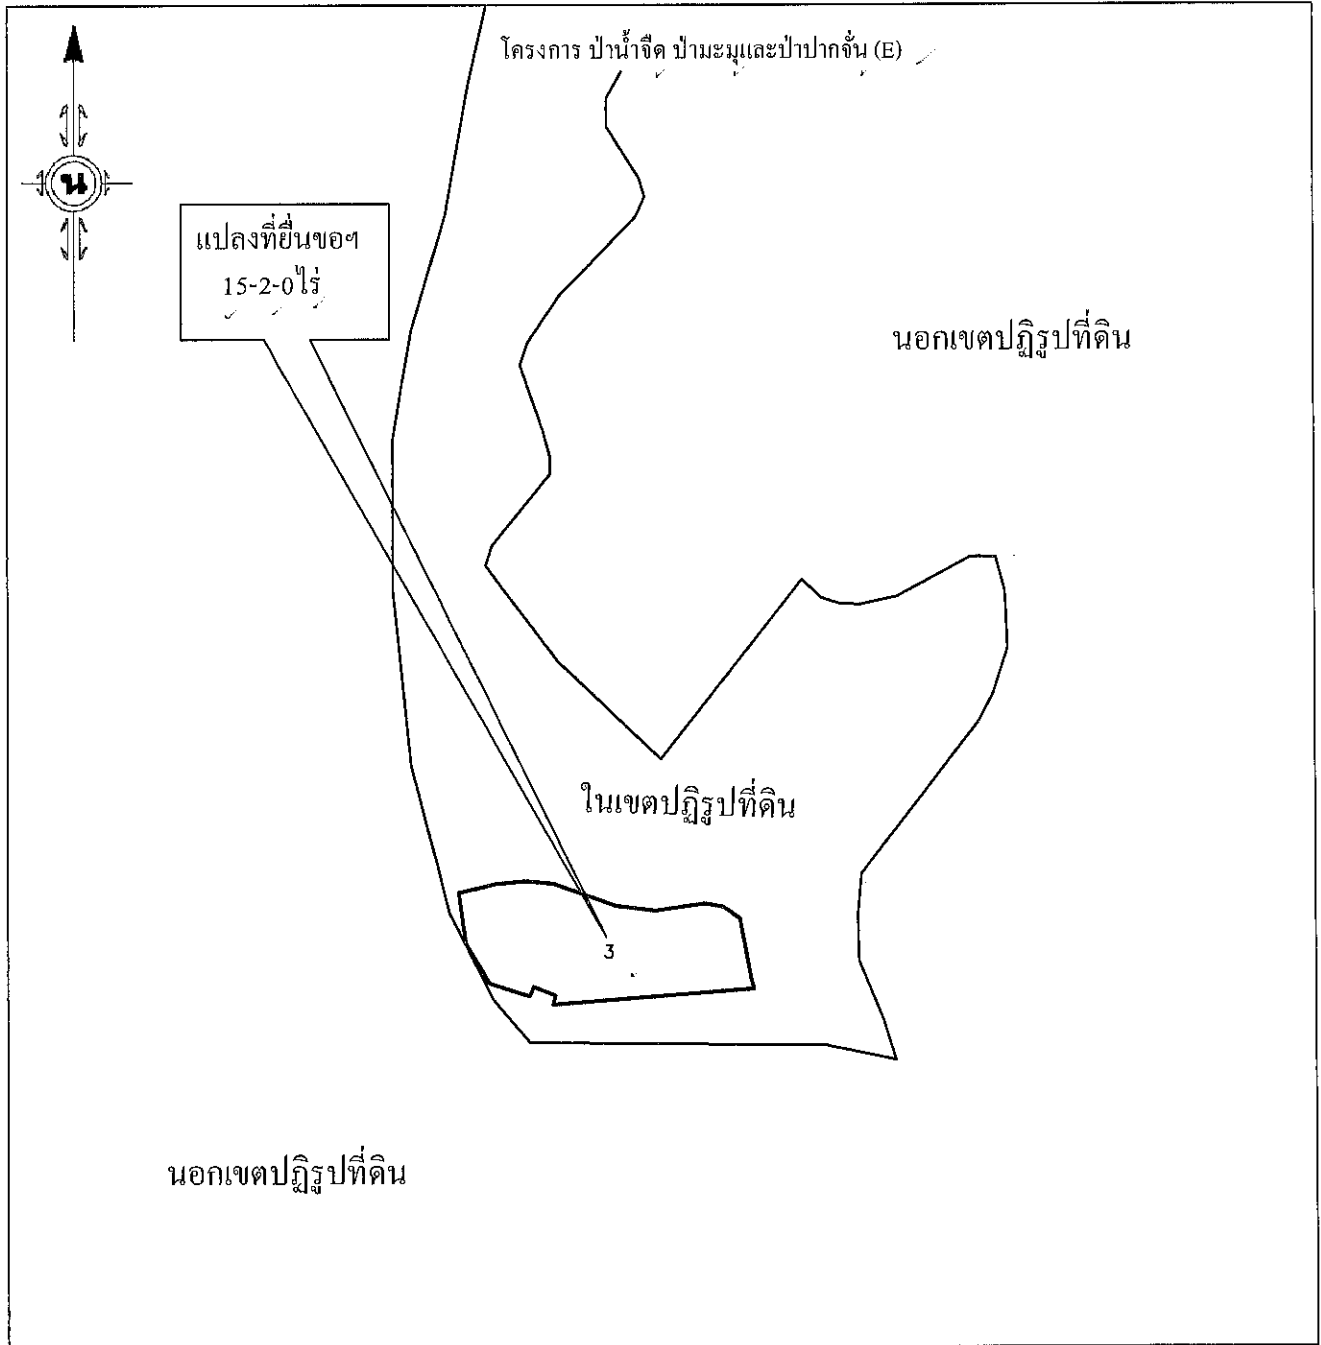 โครงการ ป่าน้ำจืด ป่ามะมุและป่าปากจั่น (E)
น
แปลงที่ยื่นขอฯ
15-2-0ไร่
นอกเขตปฏิรูปที่ดิน
ในเขตปฏิรูปที่ดิน
3
นอกเขตปฏิรูปที่ดิน